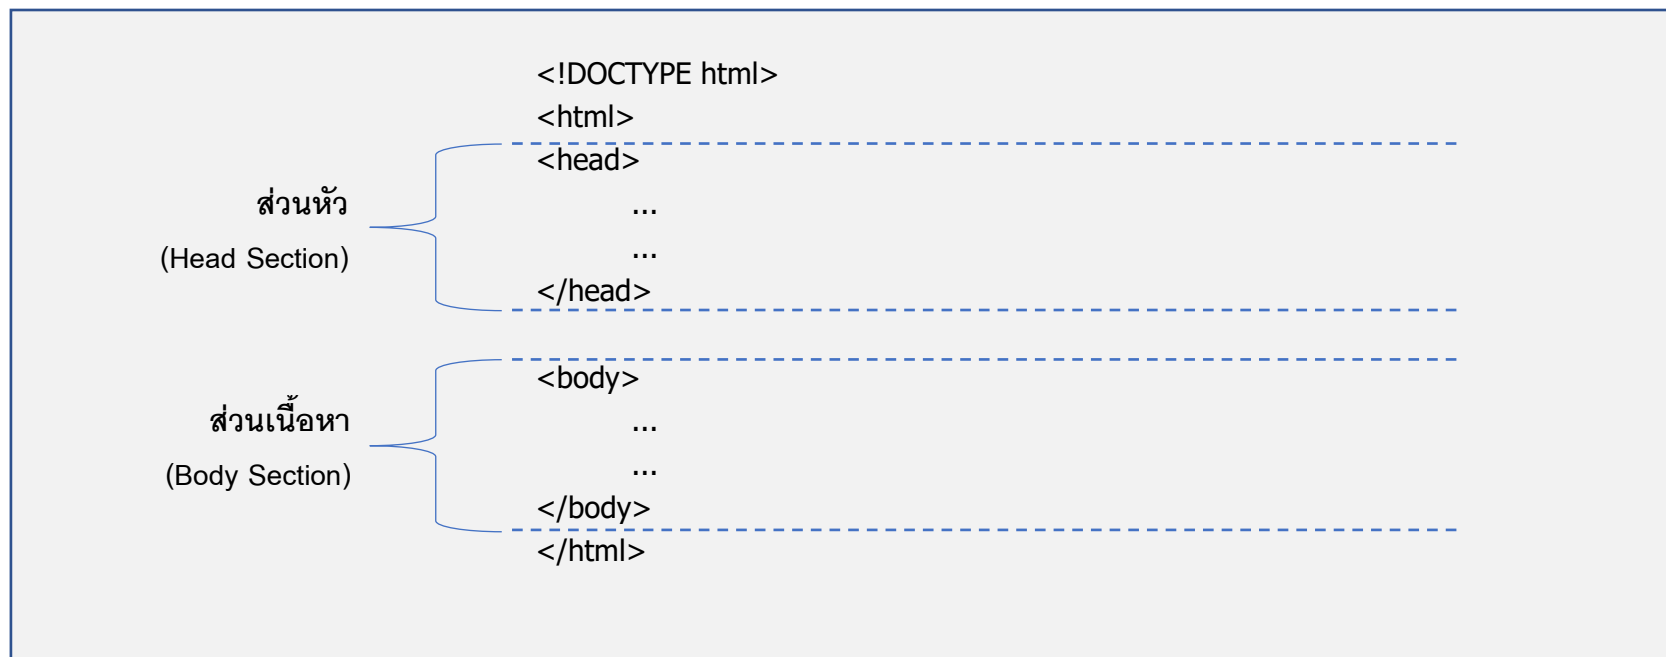 <!DOCTYPE html>
<html>
<head>
ส่วนหัว
...
(Head Section)
...
</head>
<body>
ส่วนเนื้อหา
...
(Body Section)
...
</body>
</html>